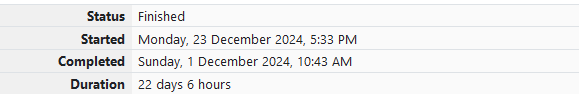 Status Finished
Started Monday, 23 December 2024, 5:33 PM
Completed Sunday, 1 December 2024, 10:43 AM
Duration 22 days 6 hours